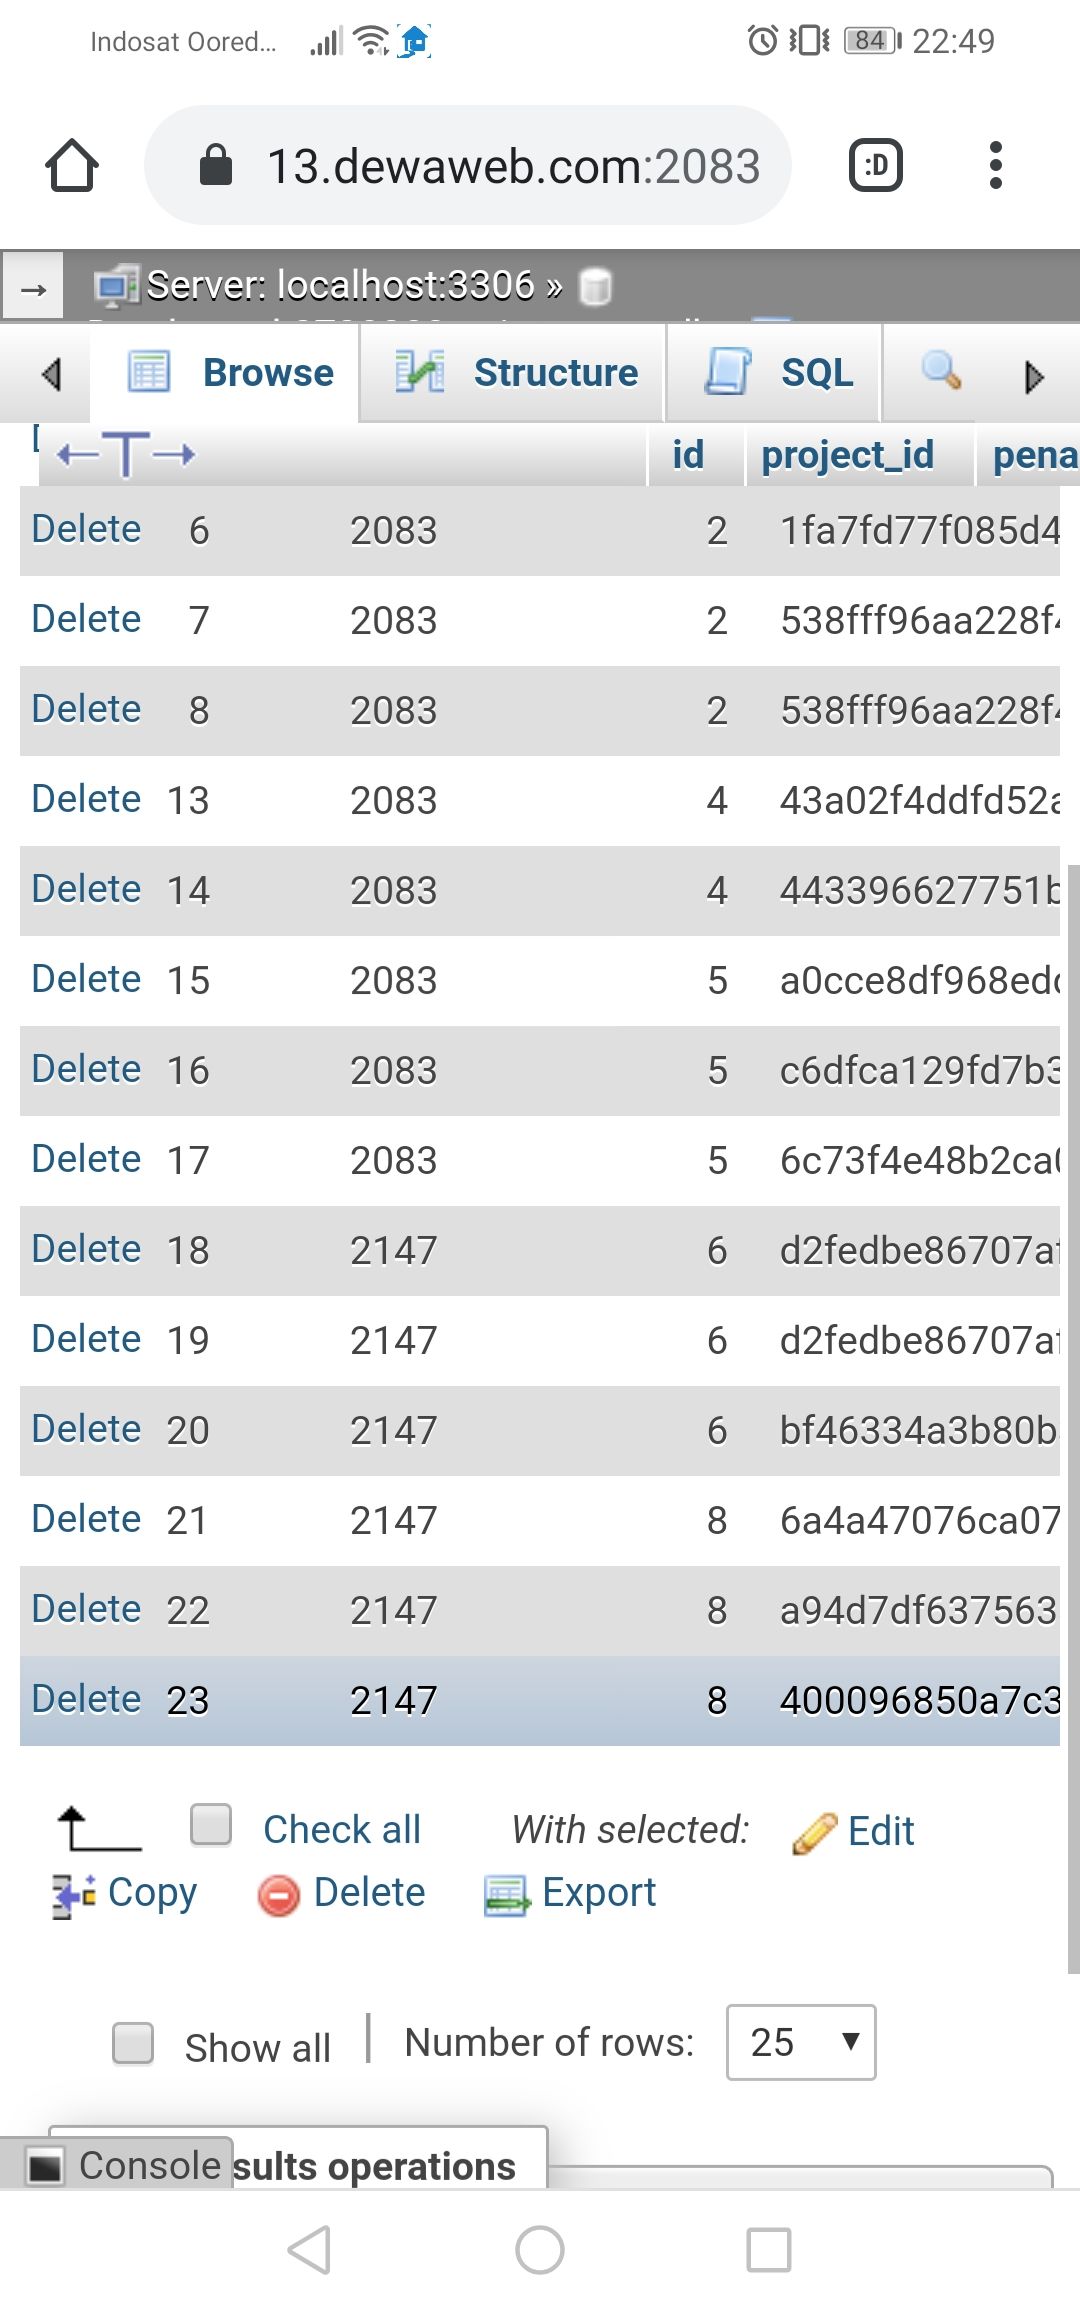 Indosat Oored... 84 22:49
13.dewaweb.com:2083 :D
→ Server: localhost:3306 »
Browse Structure SQL
←T→ id project_id pena
Delete 6 2083 2 1fa7fd77f085d4
Delete 7 2083 2 538fff96aa228f4
Delete 8 2083 2 538fff96aa228f4
Delete 13 2083 4 43a02f4ddfd52a
Delete 14 2083 4 443396627751b
Delete 15 2083 5 a0cce8df968ed
Delete 16 2083 5 c6dfca129fd7b3
Delete 17 2083 5 6c73f4e48b2ca
Delete 18 2147 6 d2fedbe86707a
Delete 19 2147 6 d2fedbe86707a
Delete 20 2147 6 bf46334a3b80b
Delete 21 2147 8 6a4a47076ca07
Delete 22 2147 8 a94d7df637563
Delete 23 2147 8 400096850a7c3
Check all With selected: Edit
Copy Delete Export
Show all | Number of rows: 25
Console sults operations